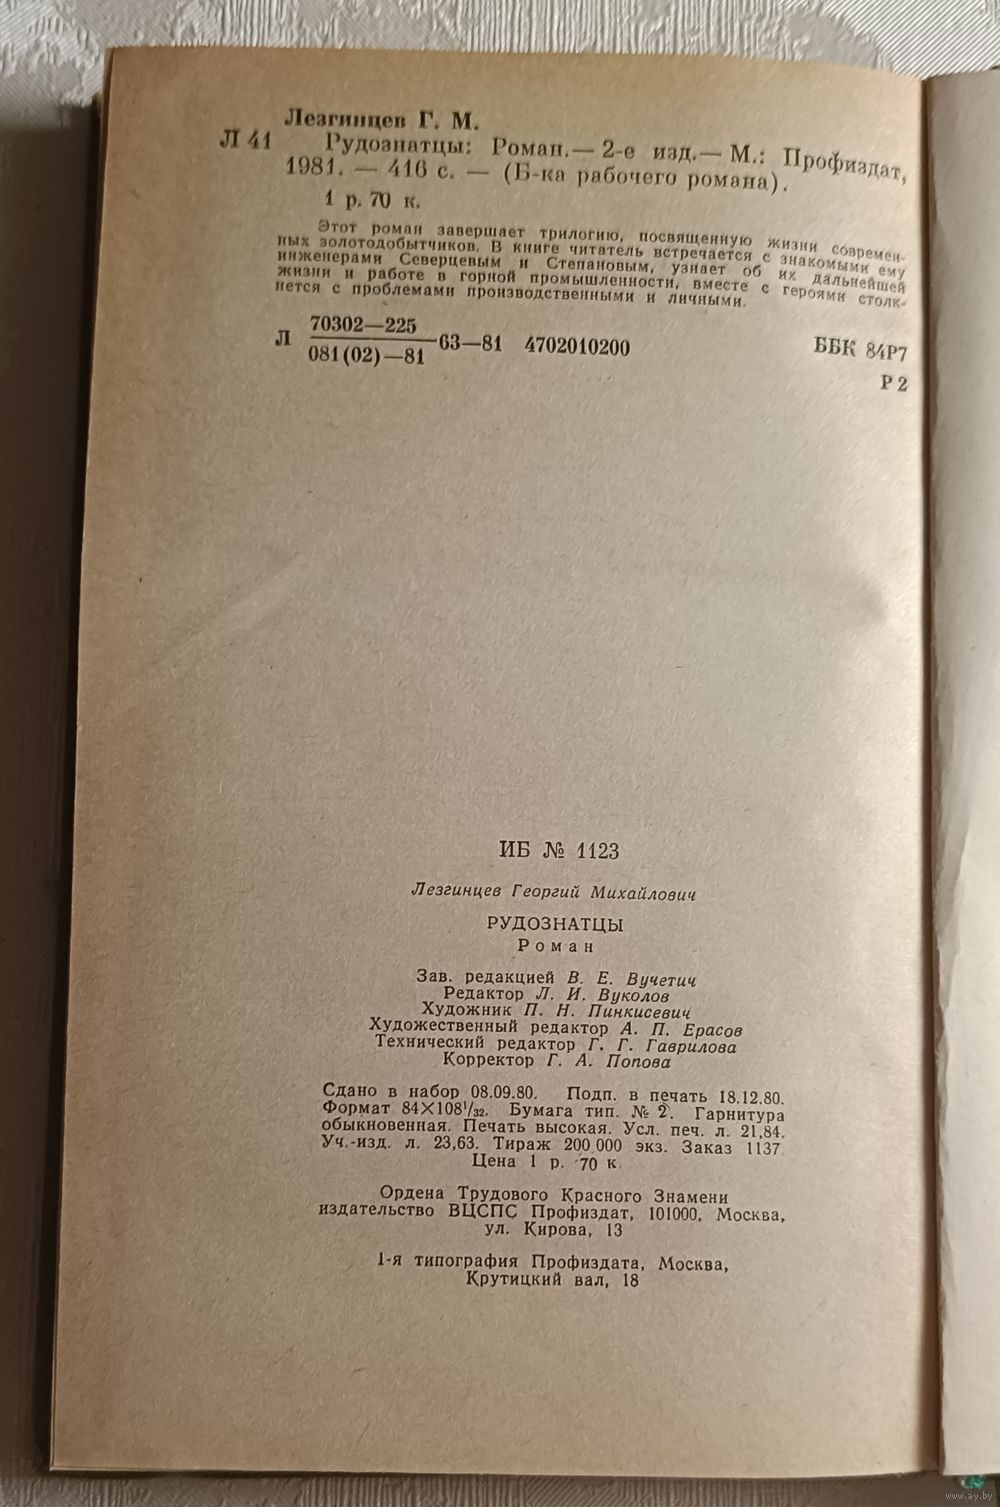 Лезгинцев Г. М.
Л 41 Рудознатцы: Роман.— 2-е изд.— М.: Профиздат,
1981. — 416 с. — (Б-ка рабочего романа).
1 р. 70 к.
Этот роман завершает трилогию, посвященную жизни современ-
ных золотодобытчиков. В книге читатель встречается с знакомыми ему
инженерами Северцевым и Степановым, узнает об их дальнейшей
жизни и работе в горной промышленности, вместе с героями столк-
нется с проблемами производственными и личными.
70302—225
Л 63—81 4702010200 ББК 84Р7
081(02)—81
Р 2
ИБ № 1123
Лезгинцев Георгий Михайлович
РУДОЗНАТЦЫ
Роман
Зав. редакцией В. Е. Вучетич
Редактор Л. И. Вуколов
Художник П. Н. Пинкисевич
Художественный редактор А. П. Ерасов
Технический редактор Г. Г. Гаврилова
Корректор Г. А. Попова
Сдано в набор 08.09.80. Подп. в печать 18.12.80.
Формат 84×108¹/₃₂. Бумага тип. № 2. Гарнитура
обыкновенная. Печать высокая. Усл. печ. л. 21,84.
Уч.-изд. л. 23,63. Тираж 200 000 экз. Заказ 1137.
Цена 1 р. 70 к.
Ордена Трудового Красного Знамени
издательство ВЦСПС Профиздат, 101000, Москва,
ул. Кирова, 13
1-я типография Профиздата, Москва,
Крутицкий вал, 18
www.ay.by